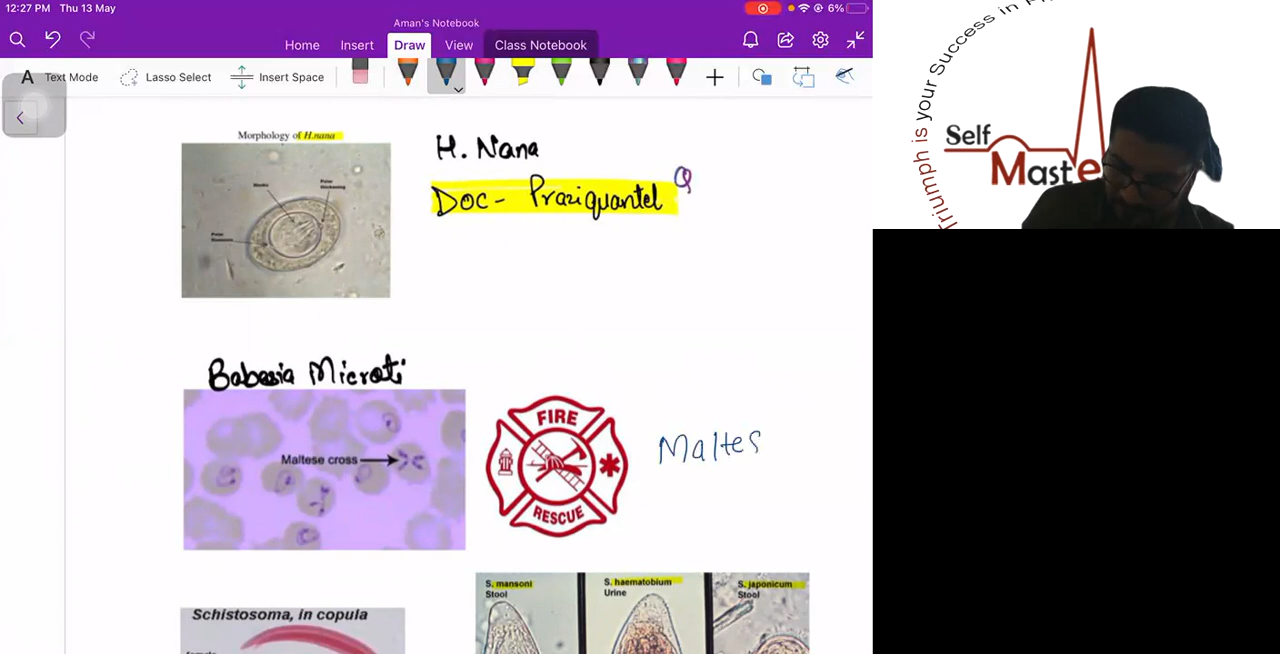 12:27 PM Thu 13 May
6%
Aman's Notebook
Home Insert Draw View Class Notebook
A Text Mode Lasso Select Insert Space
Triumph is your Success in
Self
Maste
Morphology of H.nana
H. Nana
DOC - Praziquantel
Babesia Microti
Maltese cross
FIRE
RESCUE
Maltes
S. mansoni
Stool
S. haematobium
Urine
S. japonicum
Stool
Schistosoma, in copula